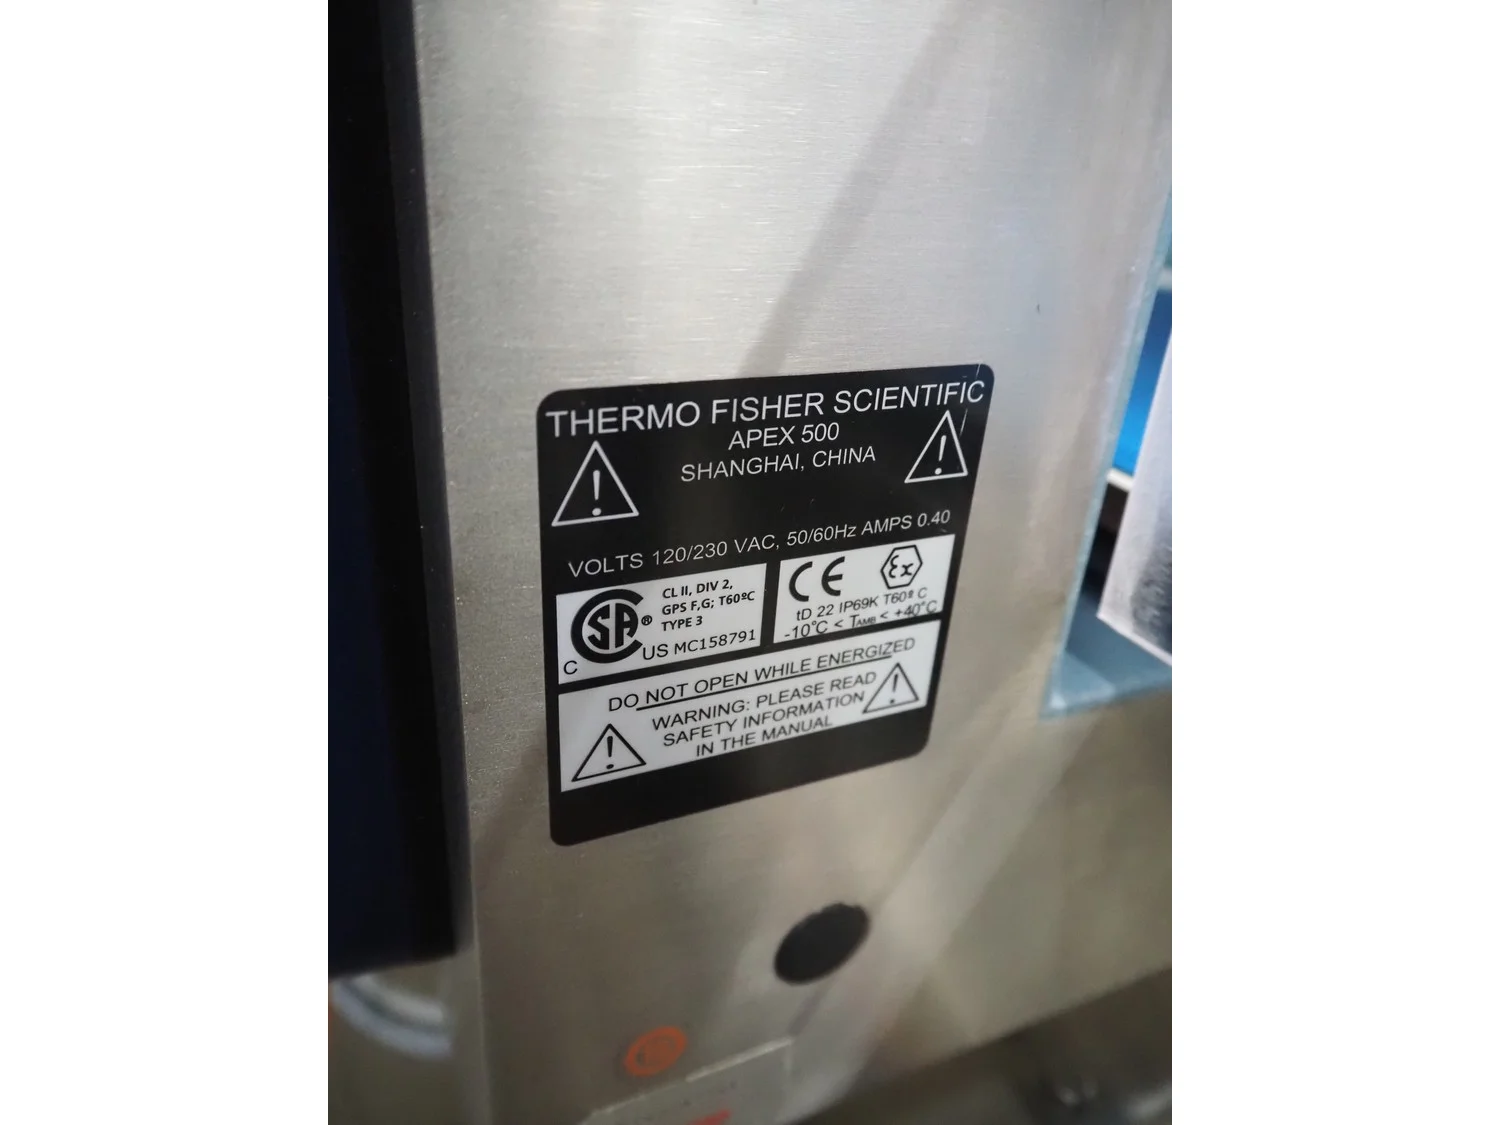 THERMO FISHER SCIENTIFIC
APEX 500
SHANGHAI, CHINA
VOLTS 120/230 VAC, 50/60Hz AMPS 0.40
CL II, DIV 2,
GPS F,G; T60ºC
TYPE 3
C SA ® US MC158791
CE Ex
tD 22 IP69K T60º C
-10°C < TAMB < +40°C
DO NOT OPEN WHILE ENERGIZED
WARNING: PLEASE READ
SAFETY INFORMATION
IN THE MANUAL